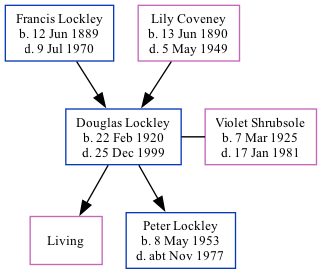 Francis Lockley
b. 12 Jun 1889
d. 9 Jul 1970
Lily Coveney
b. 13 Jun 1890
d. 5 May 1949
Douglas Lockley
b. 22 Feb 1920
d. 25 Dec 1999
Violet Shrubsole
b. 7 Mar 1925
d. 17 Jan 1981
Living
Peter Lockley
b. 8 May 1953
d. abt Nov 1977